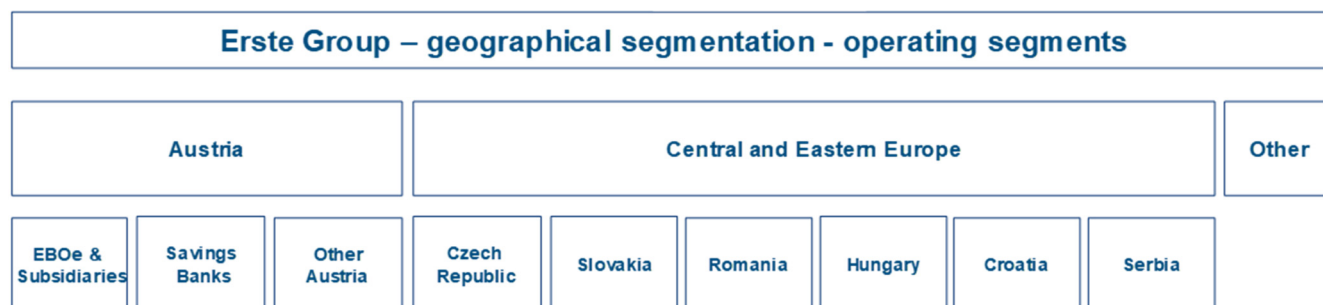 Erste Group – geographical segmentation - operating segments
Austria
Central and Eastern Europe
Other
EBOe &
Subsidiaries
Savings
Banks
Other
Austria
Czech
Republic
Slovakia
Romania
Hungary
Croatia
Serbia